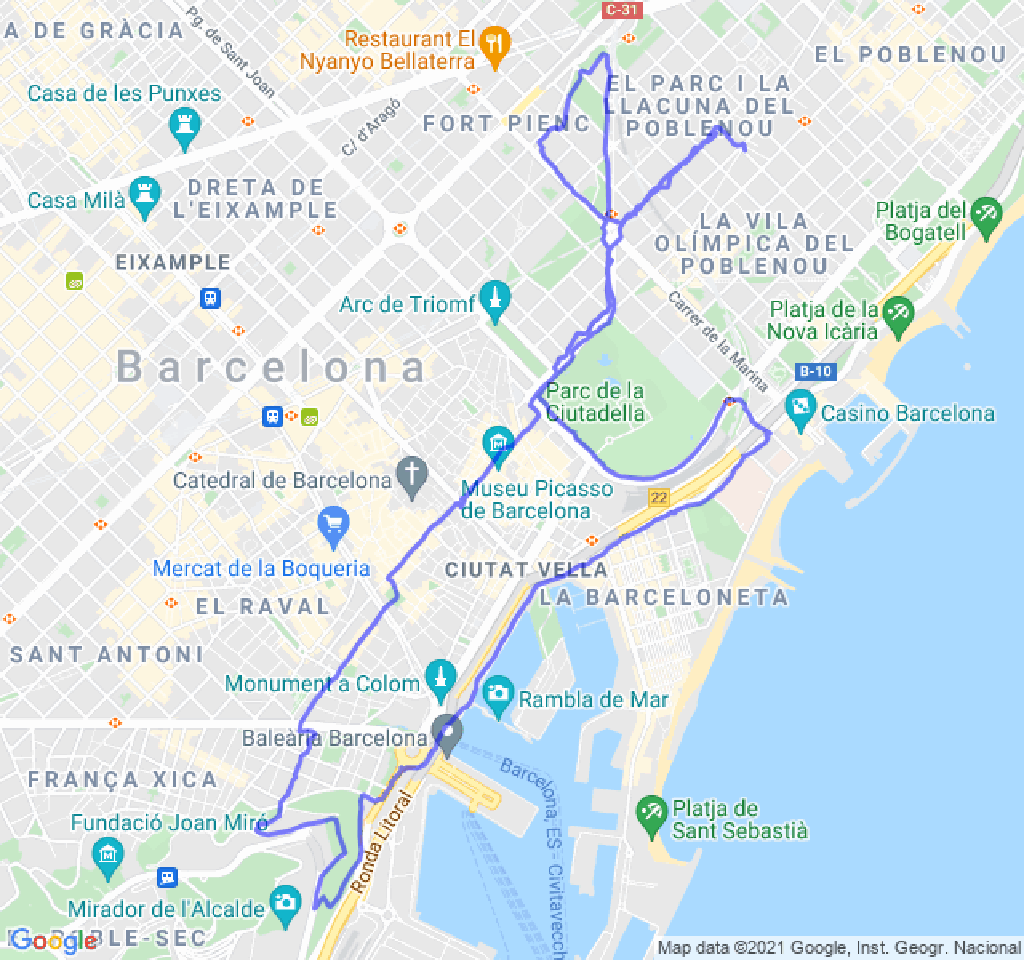 C-31
A DE GRÀCIA
Pg. de Sant Joan
Restaurant El
Nyanyo Bellaterra
EL POBLENOU
Casa de les Punxes
C/ d'Aragó
FORT PIENC
EL PARC I LA
LLACUNA DEL
POBLENOU
Casa Milà
DRETA DE
L'EIXAMPLE
Platja del
Bogatell
LA VILA
OLÍMPICA DEL
POBLENOU
EIXAMPLE
Arc de Triomf
Carrer de la Marina
Platja de la
Nova Icària
Barcelona
B-10
Parc de la
Ciutadella
Casino Barcelona
Catedral de Barcelona
Museu Picasso
de Barcelona
22
Mercat de la Boqueria
CIUTAT VELLA
LA BARCELONETA
EL RAVAL
SANT ANTONI
Monument a Colom
Rambla de Mar
Baleària Barcelona
FRANÇA XICA
Barcelona, ES - Civitavecch
Ronda Litoral
Fundació Joan Miró
Platja de
Sant Sebastià
Mirador de l'Alcalde
Google
BLE-SEC
Map data ©2021 Google, Inst. Geogr. Nacional